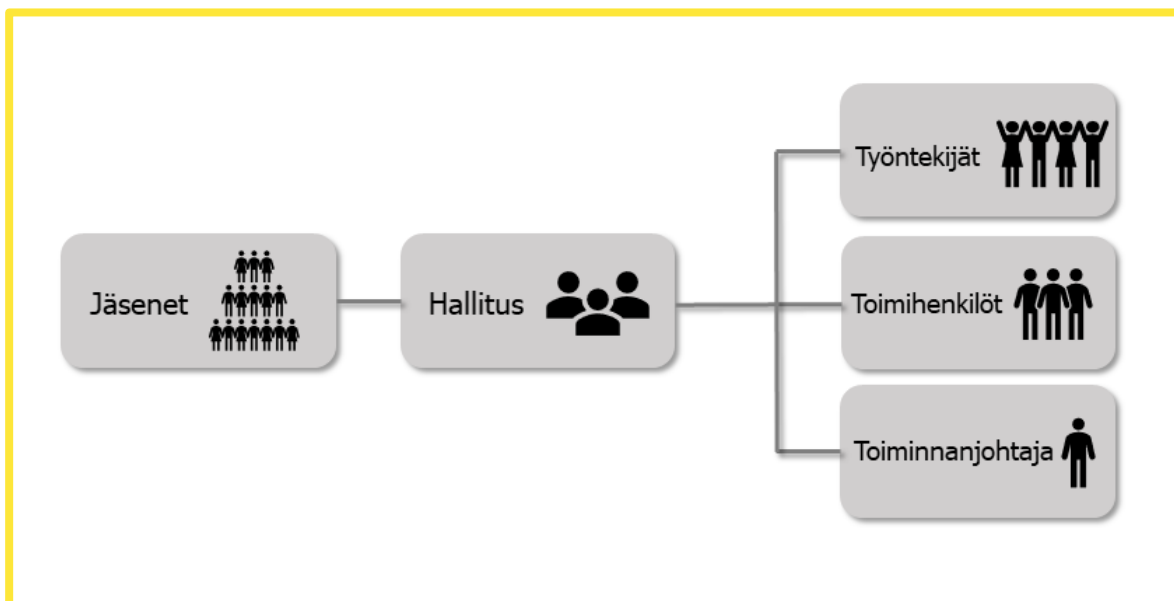 Jäsenet
Hallitus
Työntekijät
Toimihenkilöt
Toiminnanjohtaja